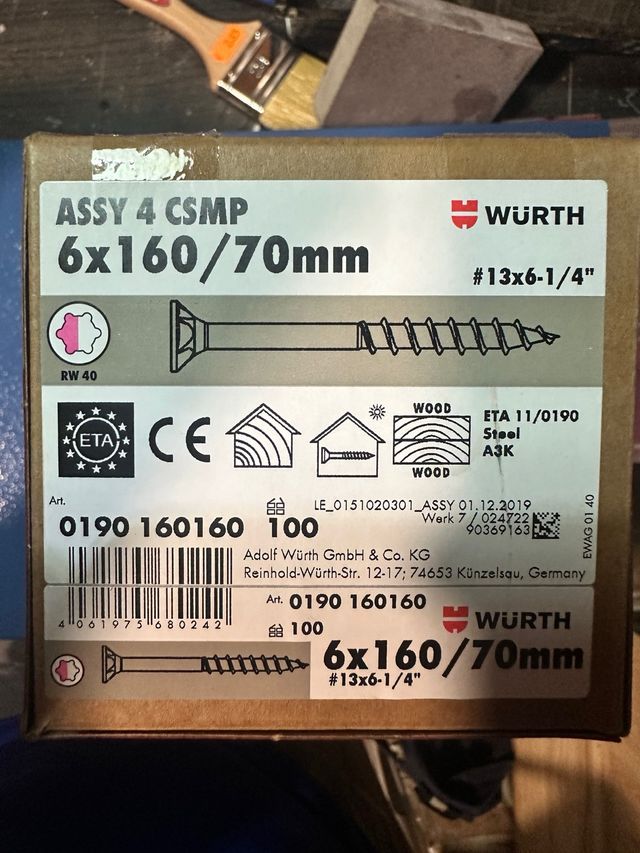 ASSY 4 CSMP
WÜRTH
6x160/70mm
#13x6-1/4"
RW 40
ETA
CE
WOOD
WOOD
ETA 11/0190
Steel
A3K
LE_0151020301_ASSY 01.12.2019
Werk 7 / 024722
90369163
EWAG 01 40
Art.
0190 160160 100
Adolf Würth GmbH & Co. KG
Reinhold-Würth-Str. 12-17; 74653 Künzelsau, Germany
4 061975 680242
Art. 0190 160160
100
WÜRTH
6x160/70mm
#13x6-1/4"